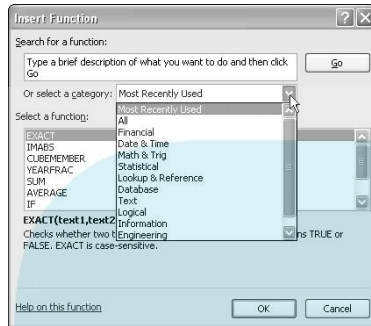 Insert Function
Search for a function:
Type a brief description of what you want to do and then click
Go
Go
Or select a category: Most Recently Used
Most Recently Used
All
Financial
Date & Time
Math & Trig
Statistical
Lookup & Reference
Database
Text
Logical
Information
Engineering
Select a function:
EXACT
IMABS
CUBEMEMBER
YEARFRAC
SUM
AVERAGE
IF
EXACT(text1,text2
Checks whether two t ns TRUE or
FALSE. EXACT is case-sensitive.
Help on this function
OK
Cancel